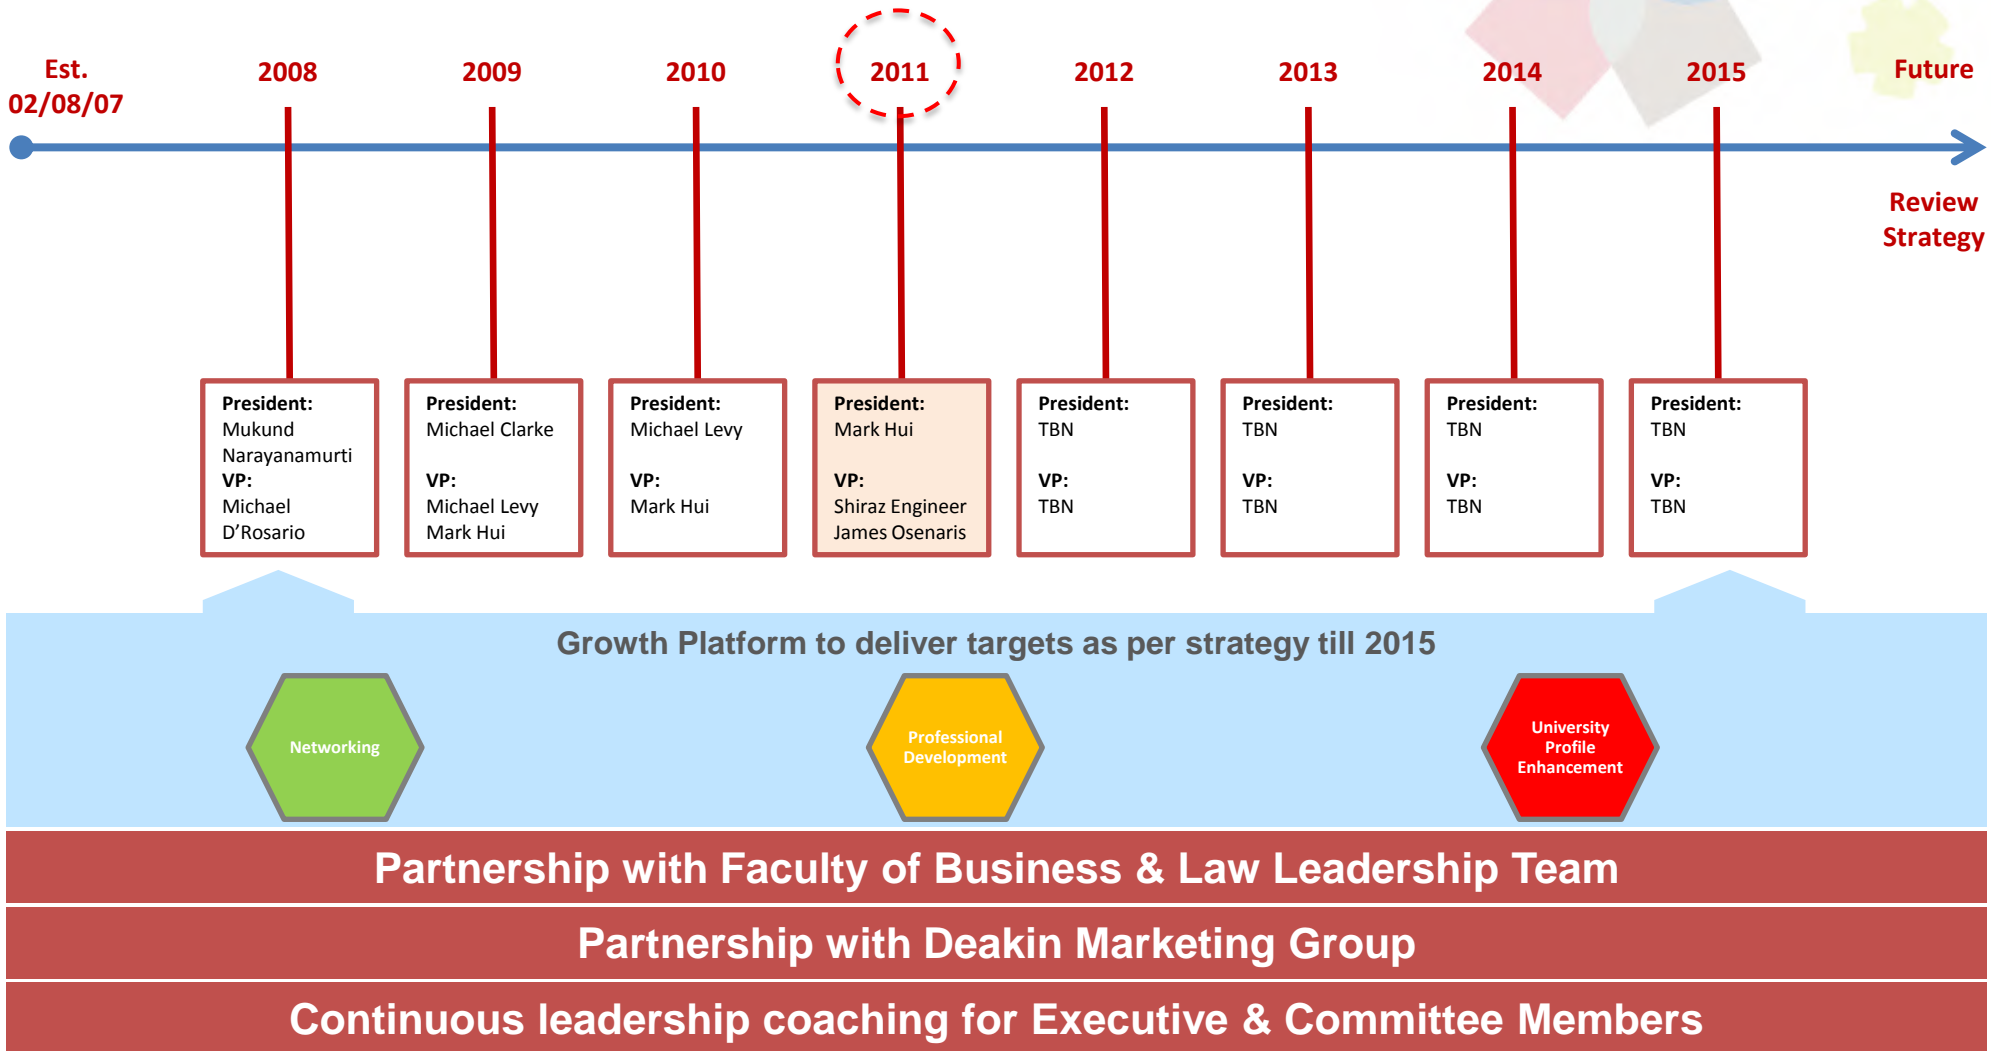 Est.
02/08/07
2008
2009
2010
2011
2012
2013
2014
2015
Future
Review
Strategy
President:
Mukund
Narayanamurti
VP:
Michael
D’Rosario
President:
Michael Clarke
VP:
Michael Levy
Mark Hui
President:
Michael Levy
VP:
Mark Hui
President:
Mark Hui
VP:
Shiraz Engineer
James Osenaris
President:
TBN
VP:
TBN
President:
TBN
VP:
TBN
President:
TBN
VP:
TBN
President:
TBN
VP:
TBN
Growth Platform to deliver targets as per strategy till 2015
Networking
Professional
Development
University
Profile
Enhancement
Partnership with Faculty of Business & Law Leadership Team
Partnership with Deakin Marketing Group
Continuous leadership coaching for Executive & Committee Members